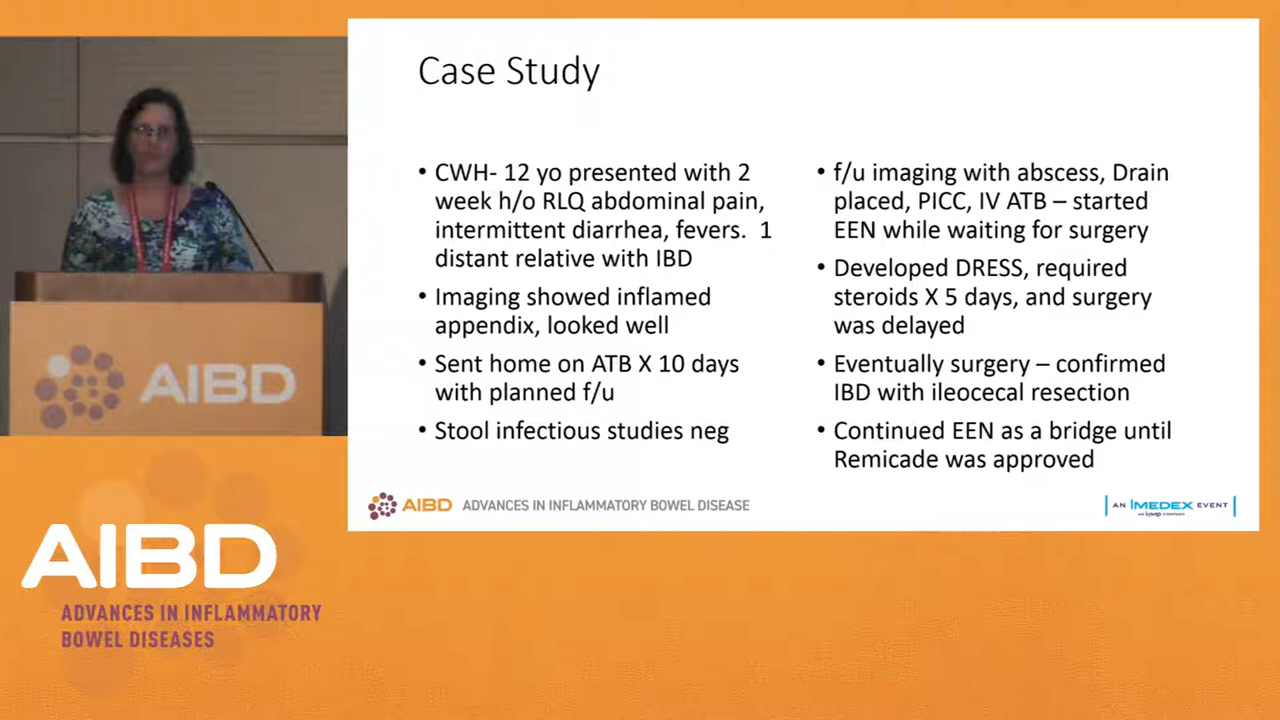 Case Study
• CWH- 12 yo presented with 2
week h/o RLQ abdominal pain,
intermittent diarrhea, fevers.  1
distant relative with IBD
• Imaging showed inflamed
appendix, looked well
• Sent home on ATB X 10 days
with planned f/u
• Stool infectious studies neg
• f/u imaging with abscess, Drain
placed, PICC, IV ATB – started
EEN while waiting for surgery
• Developed DRESS, required
steroids X 5 days, and surgery
was delayed
• Eventually surgery – confirmed
IBD with ileocecal resection
• Continued EEN as a bridge until
Remicade was approved
AIBD ADVANCES IN INFLAMMATORY BOWEL DISEASE
AN IMEDEX EVENT
AIBD
AIBD
ADVANCES IN INFLAMMATORY
BOWEL DISEASES